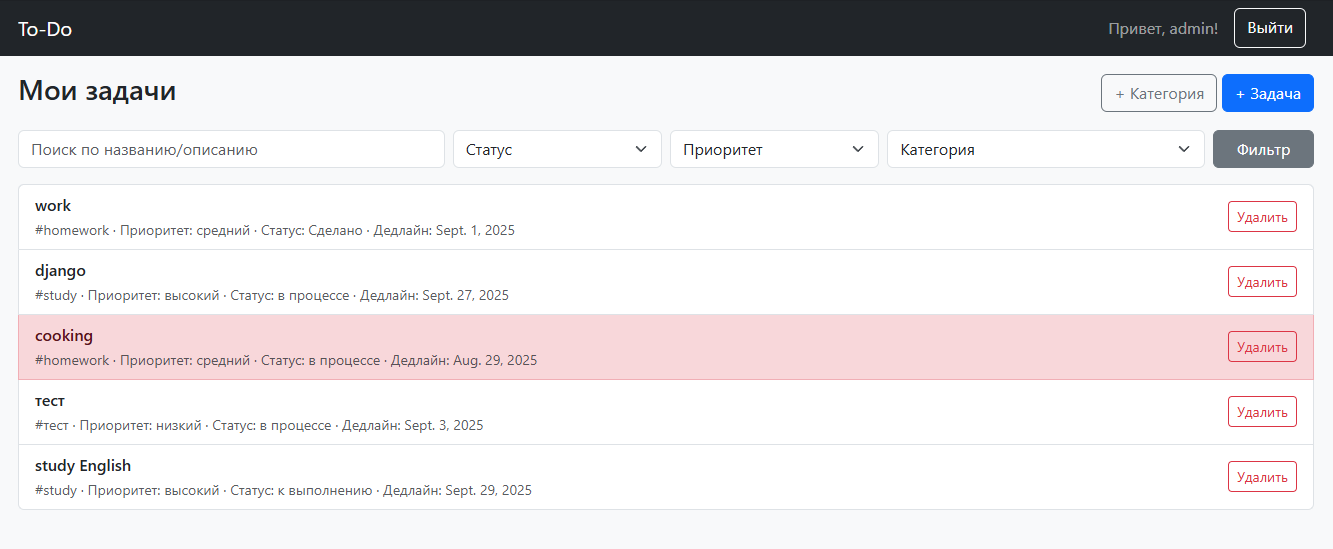 To-Do Привет, admin! Выйти
Мои задачи + Категория + Задача
Поиск по названию/описанию Статус Приоритет Категория Фильтр
work
#homework · Приоритет: средний · Статус: Сделано · Дедлайн: Sept. 1, 2025 Удалить
django
#study · Приоритет: высокий · Статус: в процессе · Дедлайн: Sept. 27, 2025 Удалить
cooking
#homework · Приоритет: средний · Статус: в процессе · Дедлайн: Aug. 29, 2025 Удалить
тест
#тест · Приоритет: низкий · Статус: в процессе · Дедлайн: Sept. 3, 2025 Удалить
study English
#study · Приоритет: высокий · Статус: к выполнению · Дедлайн: Sept. 29, 2025 Удалить